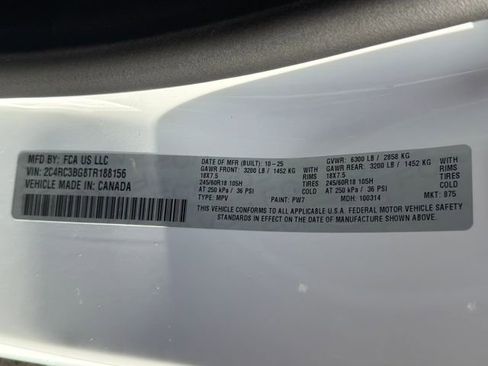 MFD BY: FCA US LLC
VIN: 2C4RC3BG8TR188156
VEHICLE MADE IN: CANADA
DATE OF MFR (BUILT): 10-25
GAWR FRONT: 3200 LB / 1452 KG WITH
18X7.5 RIMS
245/60R18 105H TIRES
AT 250 kPa / 36 PSI
TYPE: MPV PAINT: PW7
GVWR: 6300 LB / 2858 KG
GAWR REAR: 3200 LB / 1452 KG WITH
18X7.5 RIMS
245/60R18 105H TIRES
AT 250 kPa / 36 PSI
MDH: 100314 MKT: 875
THIS VEHICLE CONFORMS TO ALL APPLICABLE U.S.A. FEDERAL MOTOR VEHICLE SAFETY
STANDARDS IN EFFECT ON THE DATE OF MANUFACTURE SHOWN ABOVE